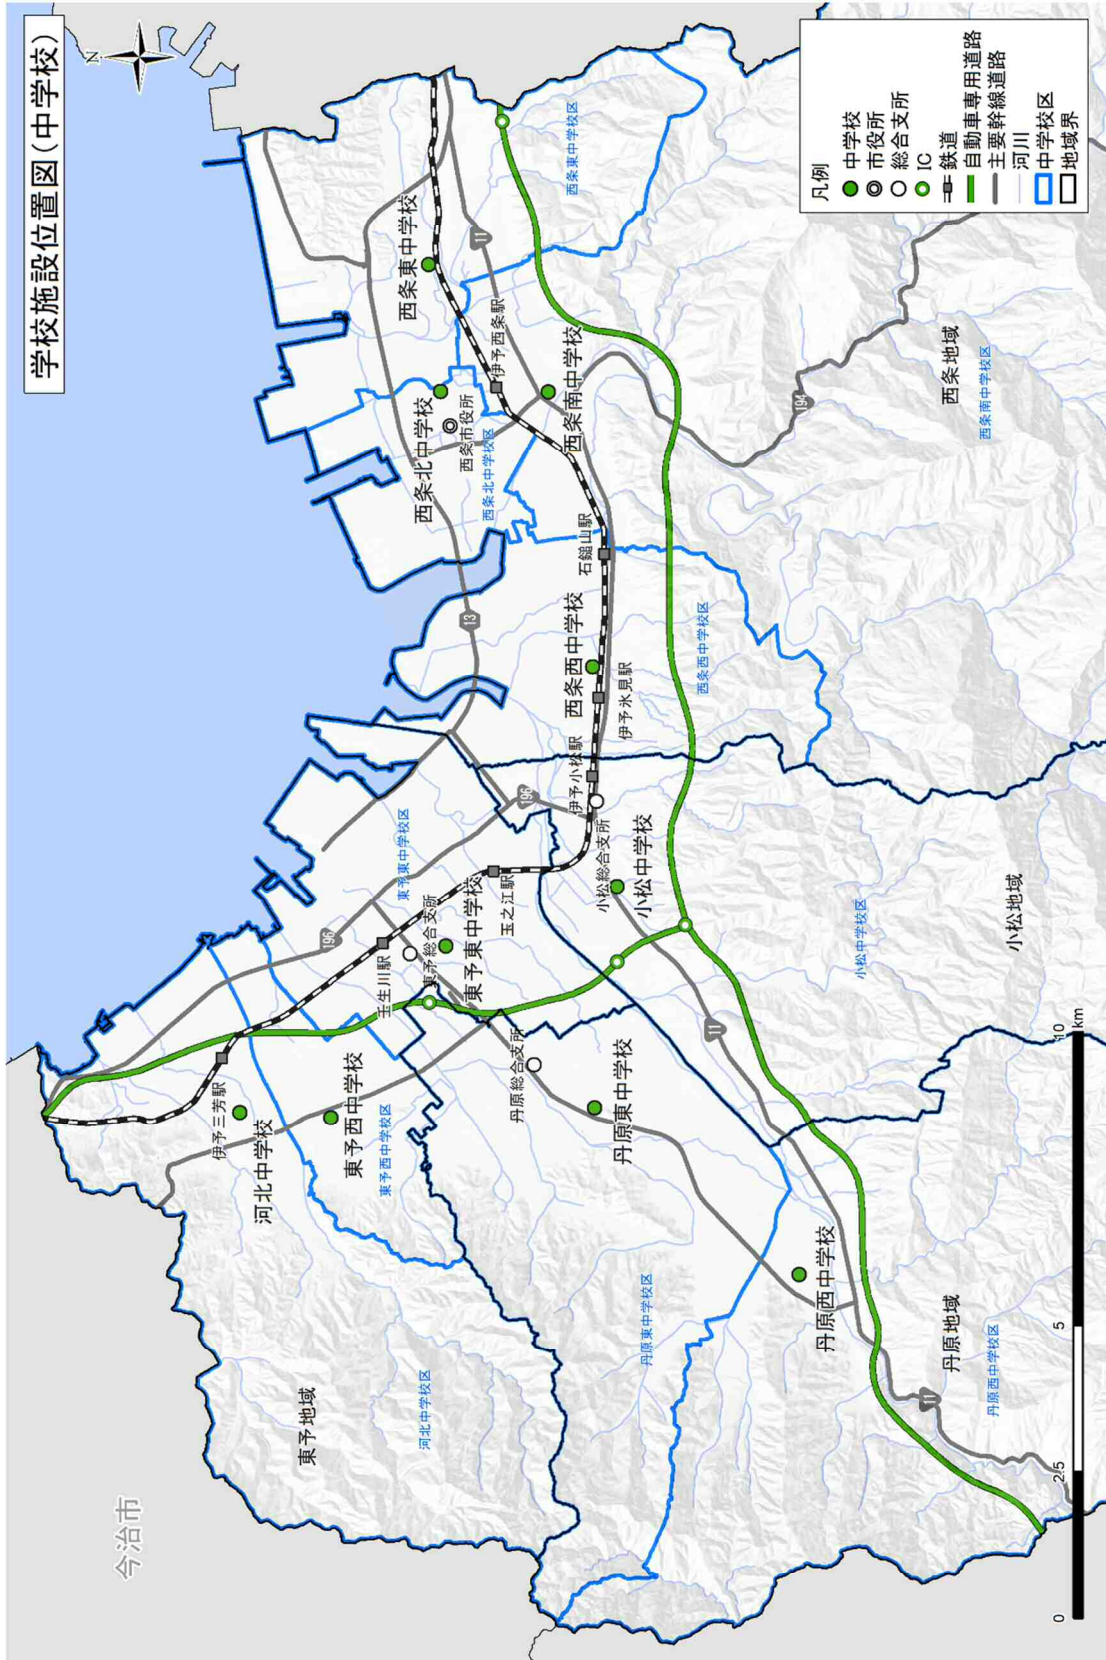 学校施設位置図(中学校)
N
今治市
凡例
中学校
市役所
総合支所
IC
鉄道
自動車専用道路
主要幹線道路
河川
中学校区
地域界
伊予三芳駅
河北中学校
東予西中学校
東予西中学校区
東予地域
河北中学校区
196
壬生川駅
東予総合支所
東予東中学校
東予東中学校区
玉之江駅
196
丹原総合支所
丹原東中学校
丹原東中学校区
丹原西中学校
丹原地域
丹原西中学校区
11
11
伊予小松駅
小松総合支所
小松中学校
小松中学校区
小松地域
13
西条西中学校
伊予氷見駅
石鎚山駅
西条西中学校区
西条北中学校
西条市役所
西条北中学校区
伊予西条駅
西条南中学校
西条東中学校
11
西条東中学校区
194
西条地域
西条南中学校区
0
2.5
5
10
km